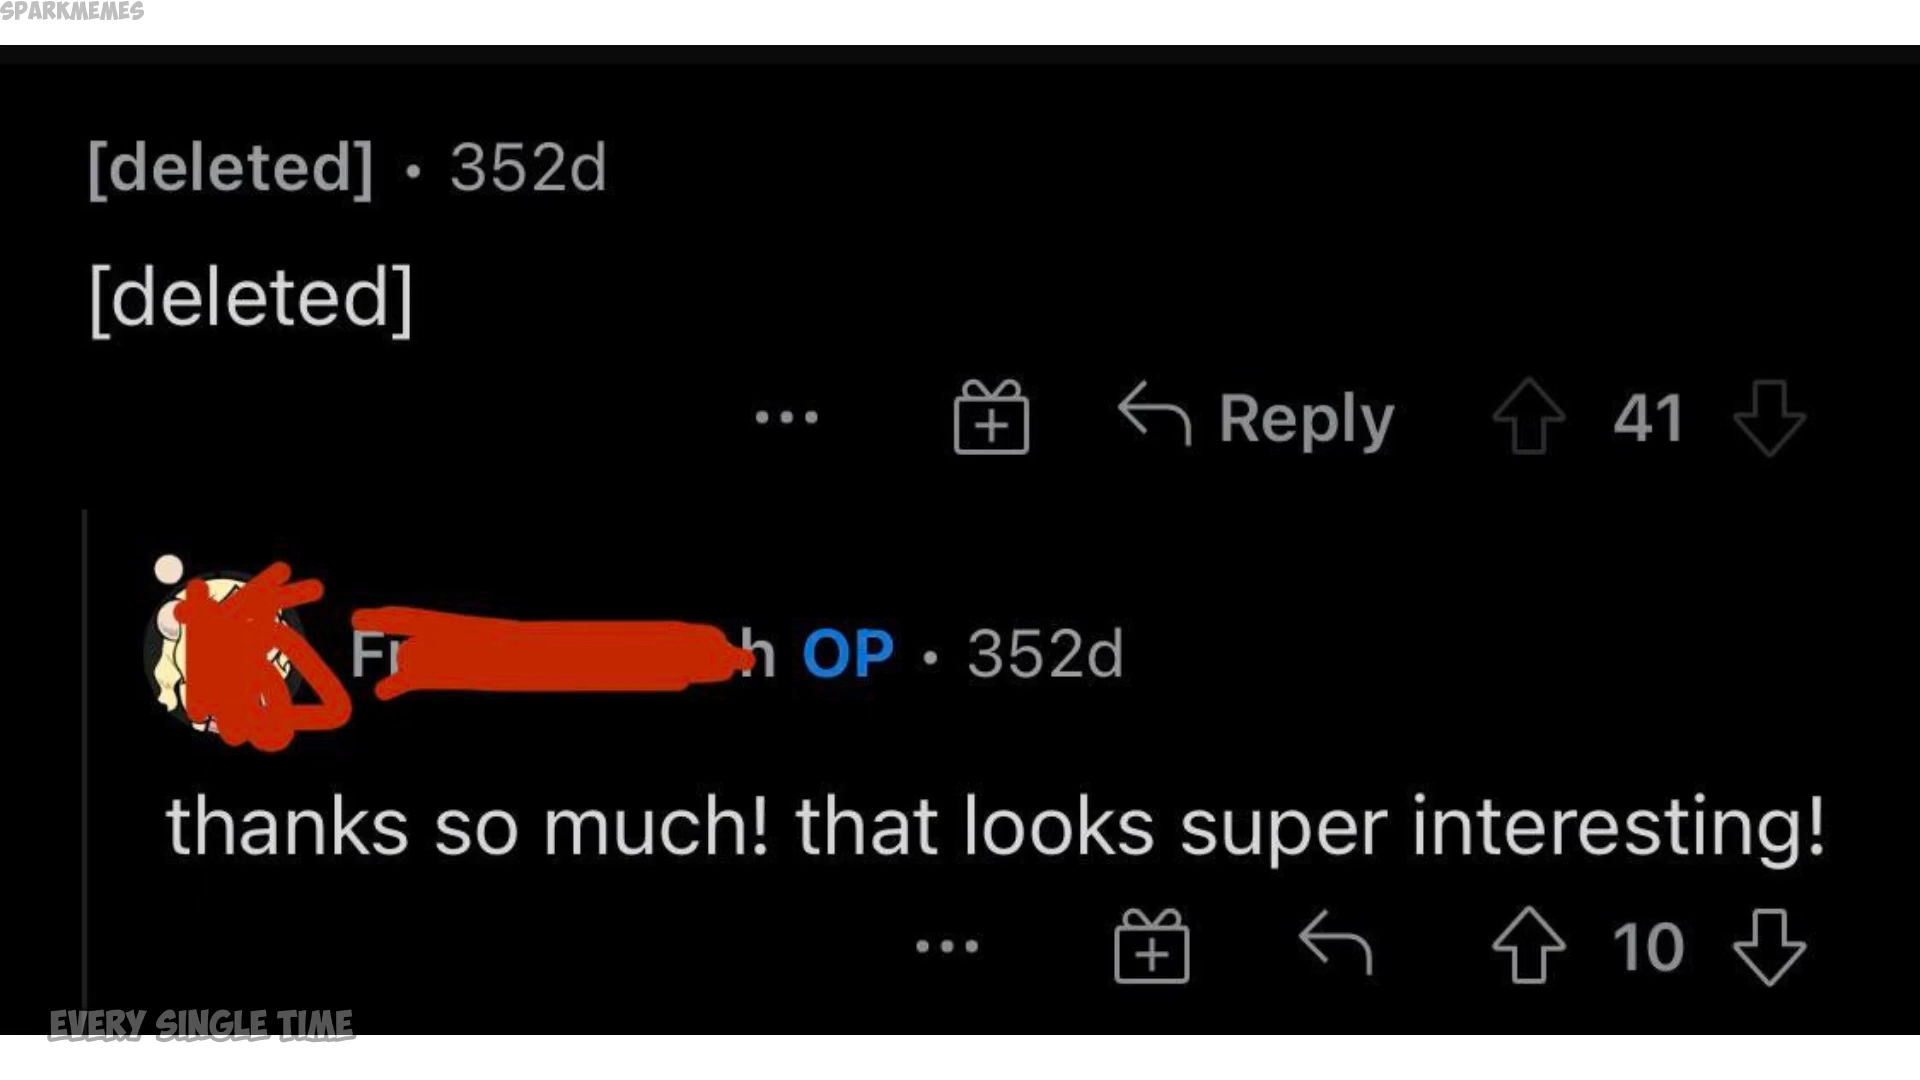 SPARKMEMES
[deleted] • 352d
[deleted]
Reply 41
OP • 352d
thanks so much! that looks super interesting!
10
EVERY SINGLE TIME